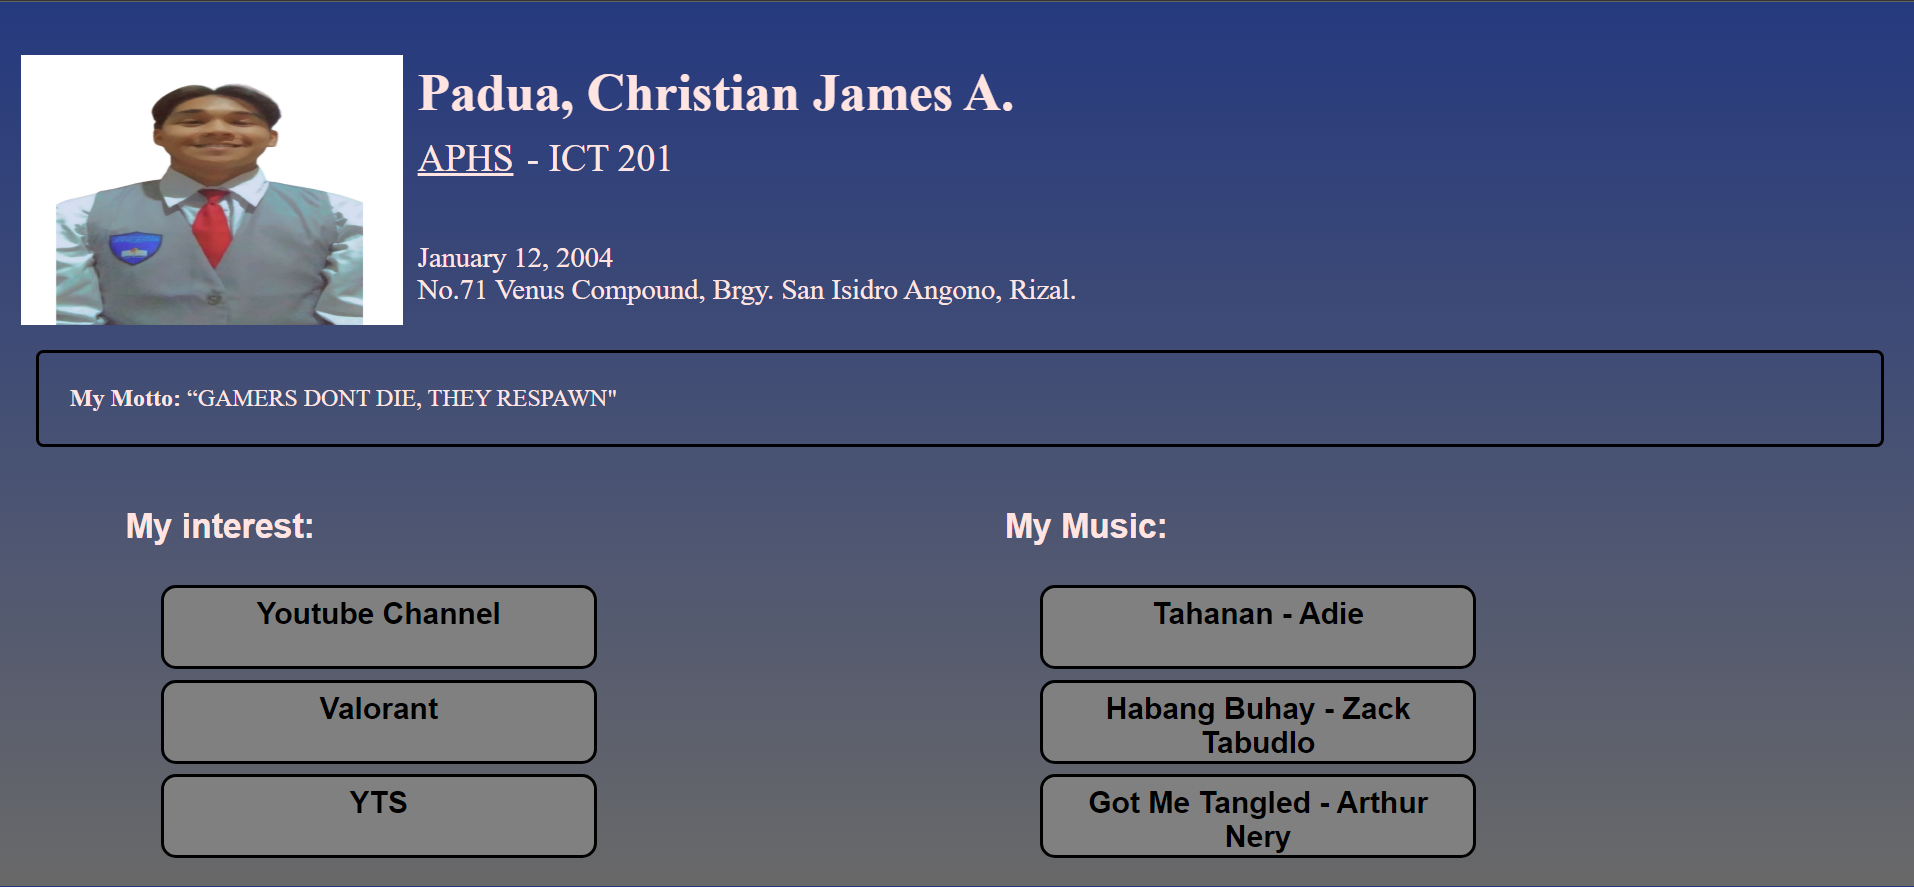 Padua, Christian James A.
APHS - ICT 201
January 12, 2004
No.71 Venus Compound, Brgy. San Isidro Angono, Rizal.
My Motto: “GAMERS DONT DIE, THEY RESPAWN"
My interest:
Youtube Channel
Valorant
YTS
My Music:
Tahanan - Adie
Habang Buhay - Zack
Tabudlo
Got Me Tangled - Arthur
Nery